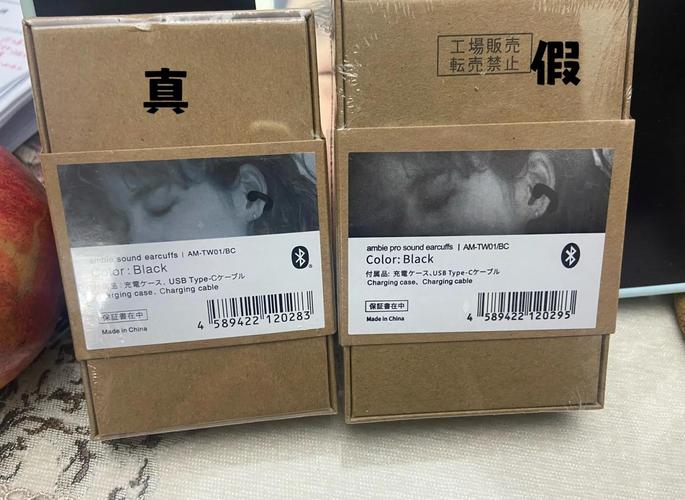 真
ambie sound earcuffs | AM-TW01/BC
Color: Black
付属品: 充電ケース、USB Type-Cケーブル
Charging case、Charging cable
保証書在中
Made in China
4 589422 120283
工場販売
転売禁止
假
ambie pro sound earcuffs | AM-TW01/BC
Color: Black
付属品: 充電ケース、USB Type-Cケーブル
Charging case、Charging cable
保証書在中
Made in China
4 589422 120295